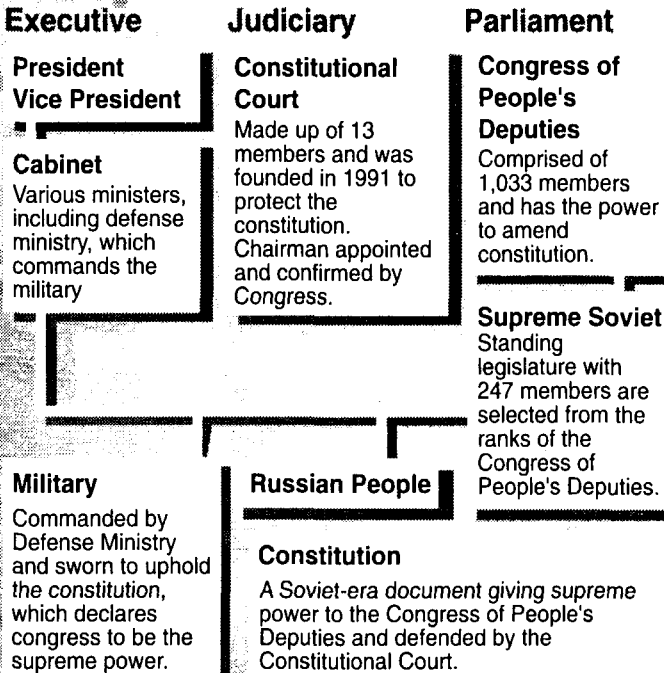 Executive
President
Vice President
Cabinet
Various ministers,
including defense
ministry, which
commands the
military
Judiciary
Constitutional
Court
Made up of 13
members and was
founded in 1991 to
protect the
constitution.
Chairman appointed
and confirmed by
Congress.
Parliament
Congress of
People's
Deputies
Comprised of
1,033 members
and has the power
to amend
constitution.
Supreme Soviet
Standing
legislature with
247 members are
selected from the
ranks of the
Congress of
People's Deputies.
Military
Commanded by
Defense Ministry
and sworn to uphold
the constitution,
which declares
congress to be the
supreme power.
Russian People
Constitution
A Soviet-era document giving supreme
power to the Congress of People's
Deputies and defended by the
Constitutional Court.